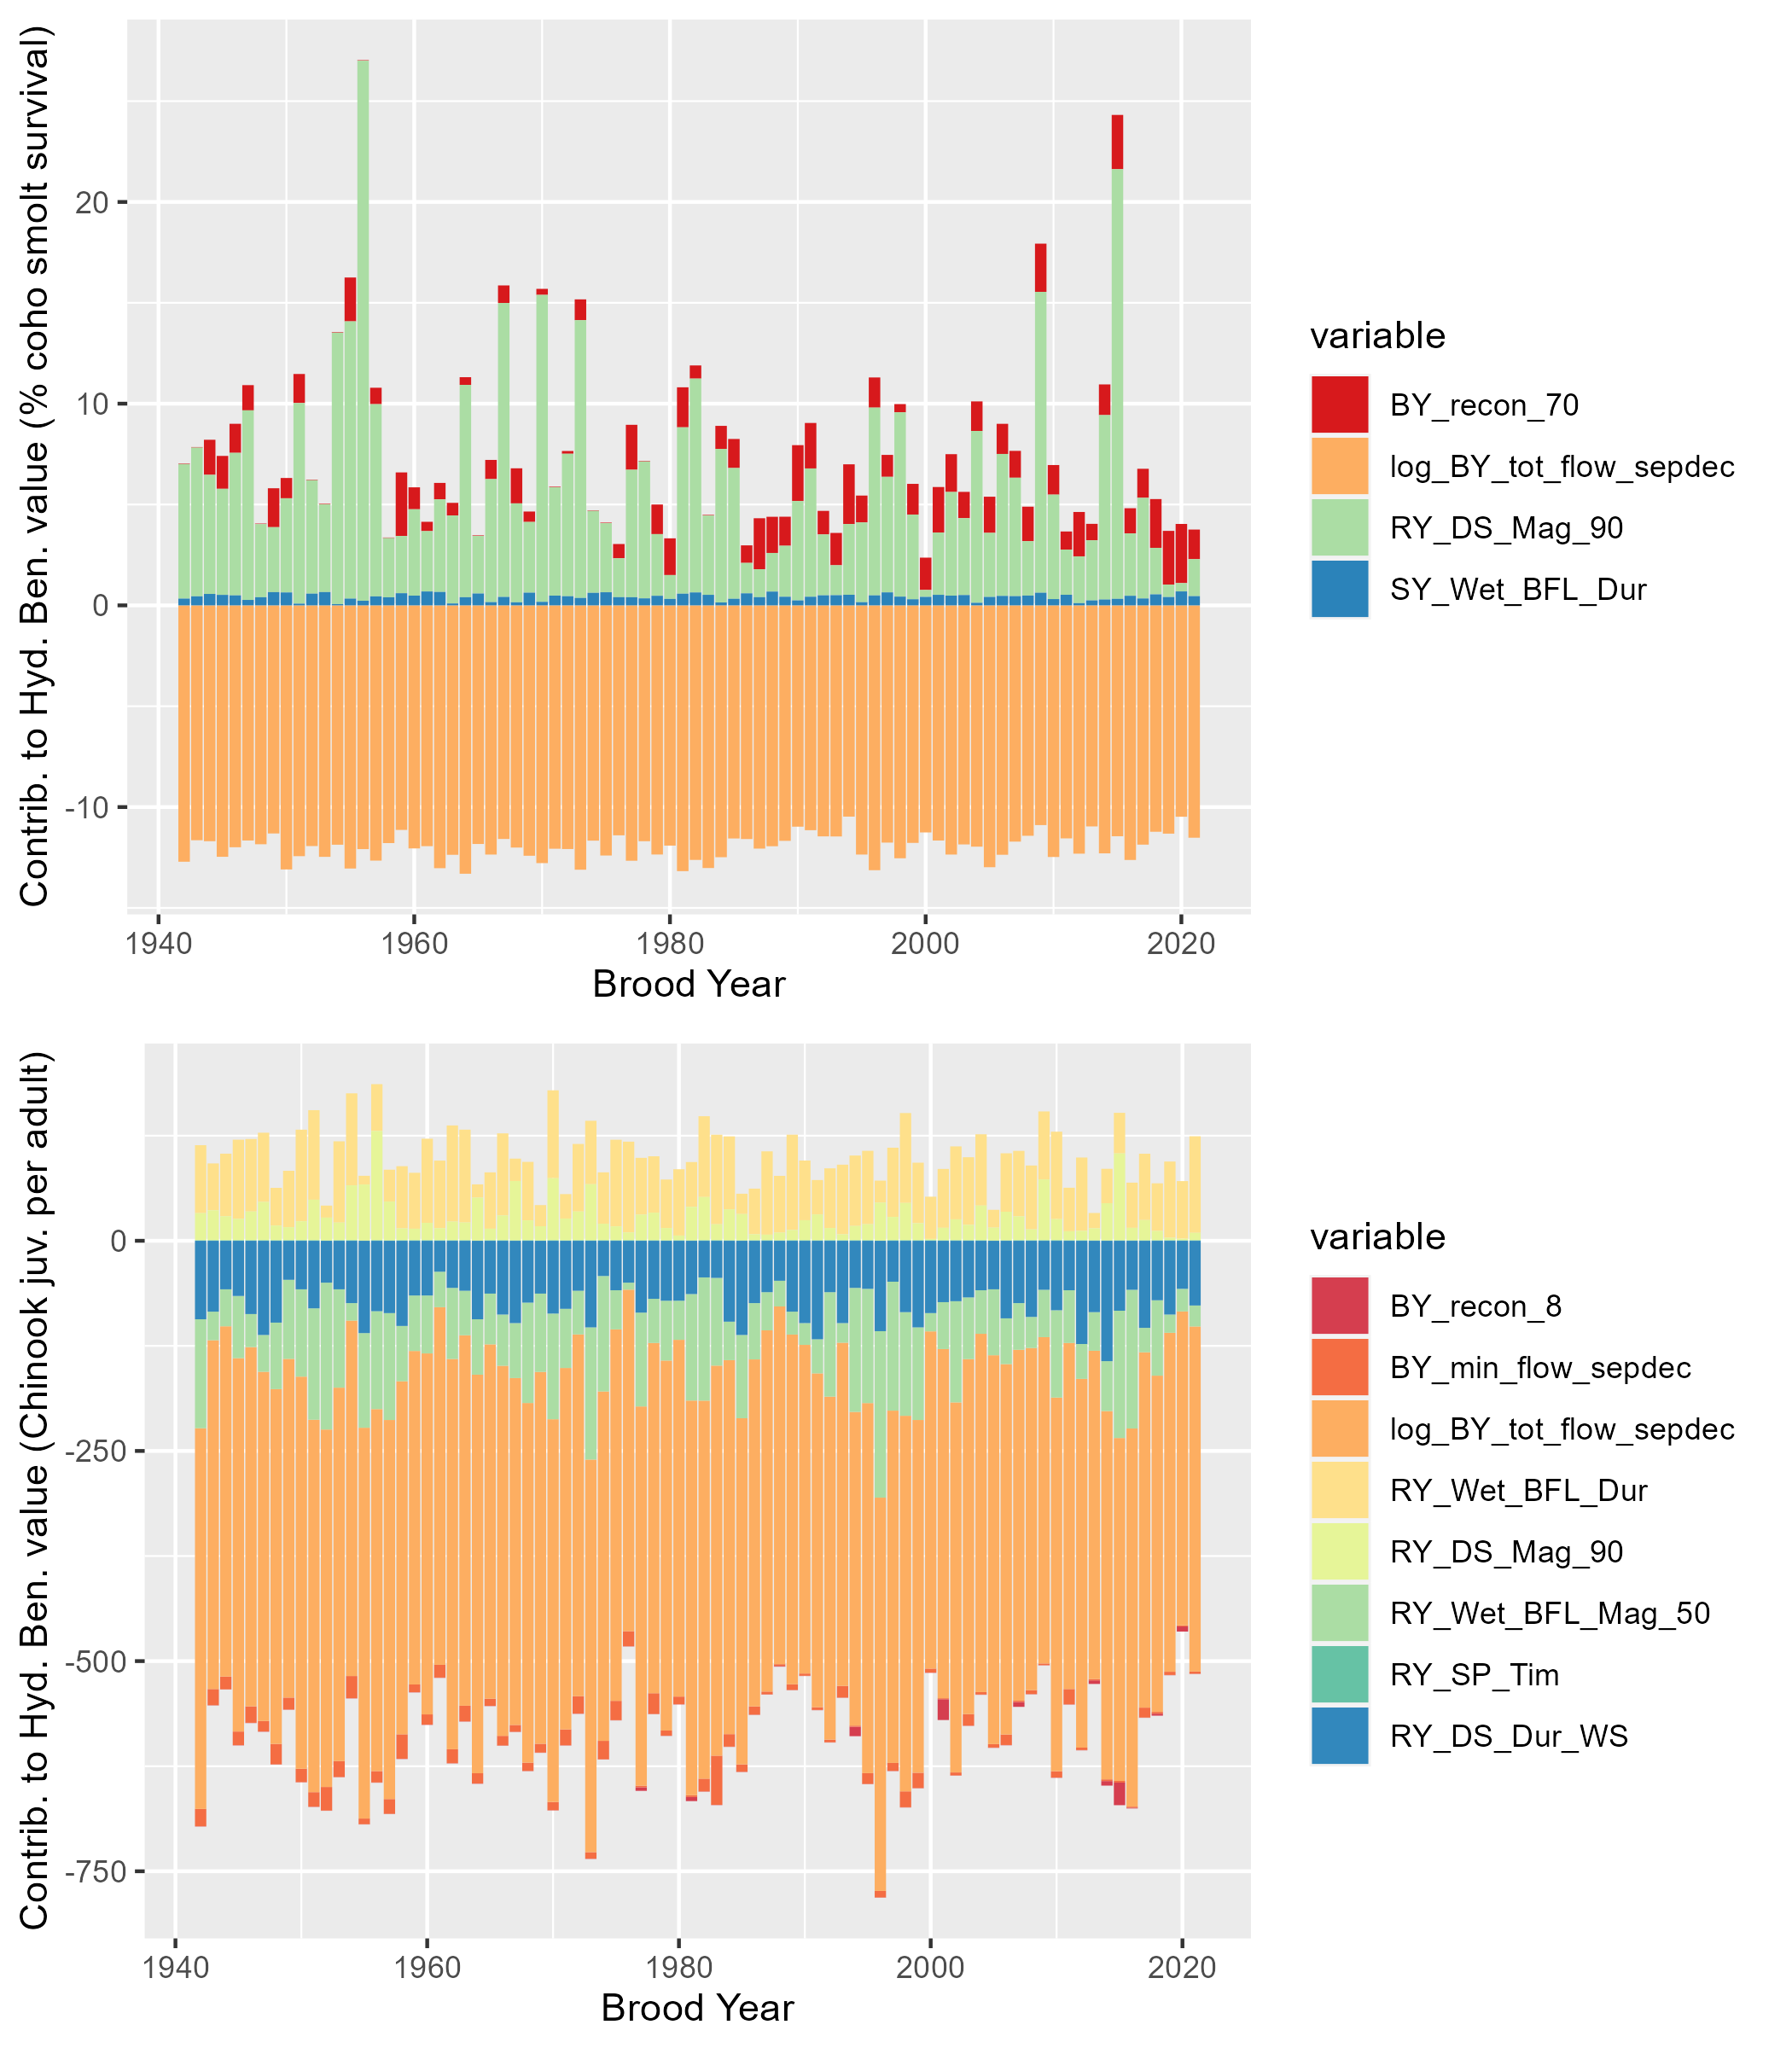 Contrib. to Hyd. Ben. value (% coho smolt survival)
20
10
0
-10
1940 1960 1980 2000 2020
Brood Year
variable
BY_recon_70
log_BY_tot_flow_sepdec
RY_DS_Mag_90
SY_Wet_BFL_Dur
Contrib. to Hyd. Ben. value (Chinook juv. per adult)
0
-250
-500
-750
1940 1960 1980 2000 2020
Brood Year
variable
BY_recon_8
BY_min_flow_sepdec
log_BY_tot_flow_sepdec
RY_Wet_BFL_Dur
RY_DS_Mag_90
RY_Wet_BFL_Mag_50
RY_SP_Tim
RY_DS_Dur_WS